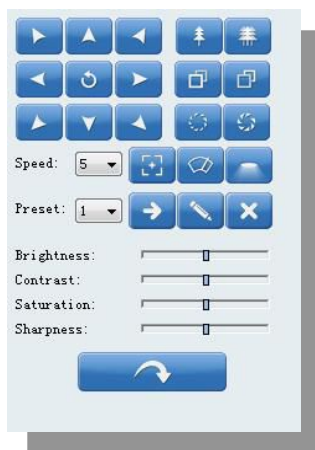 Speed: 5
Preset: 1
Brightness:
Contrast:
Saturation:
Sharpness: